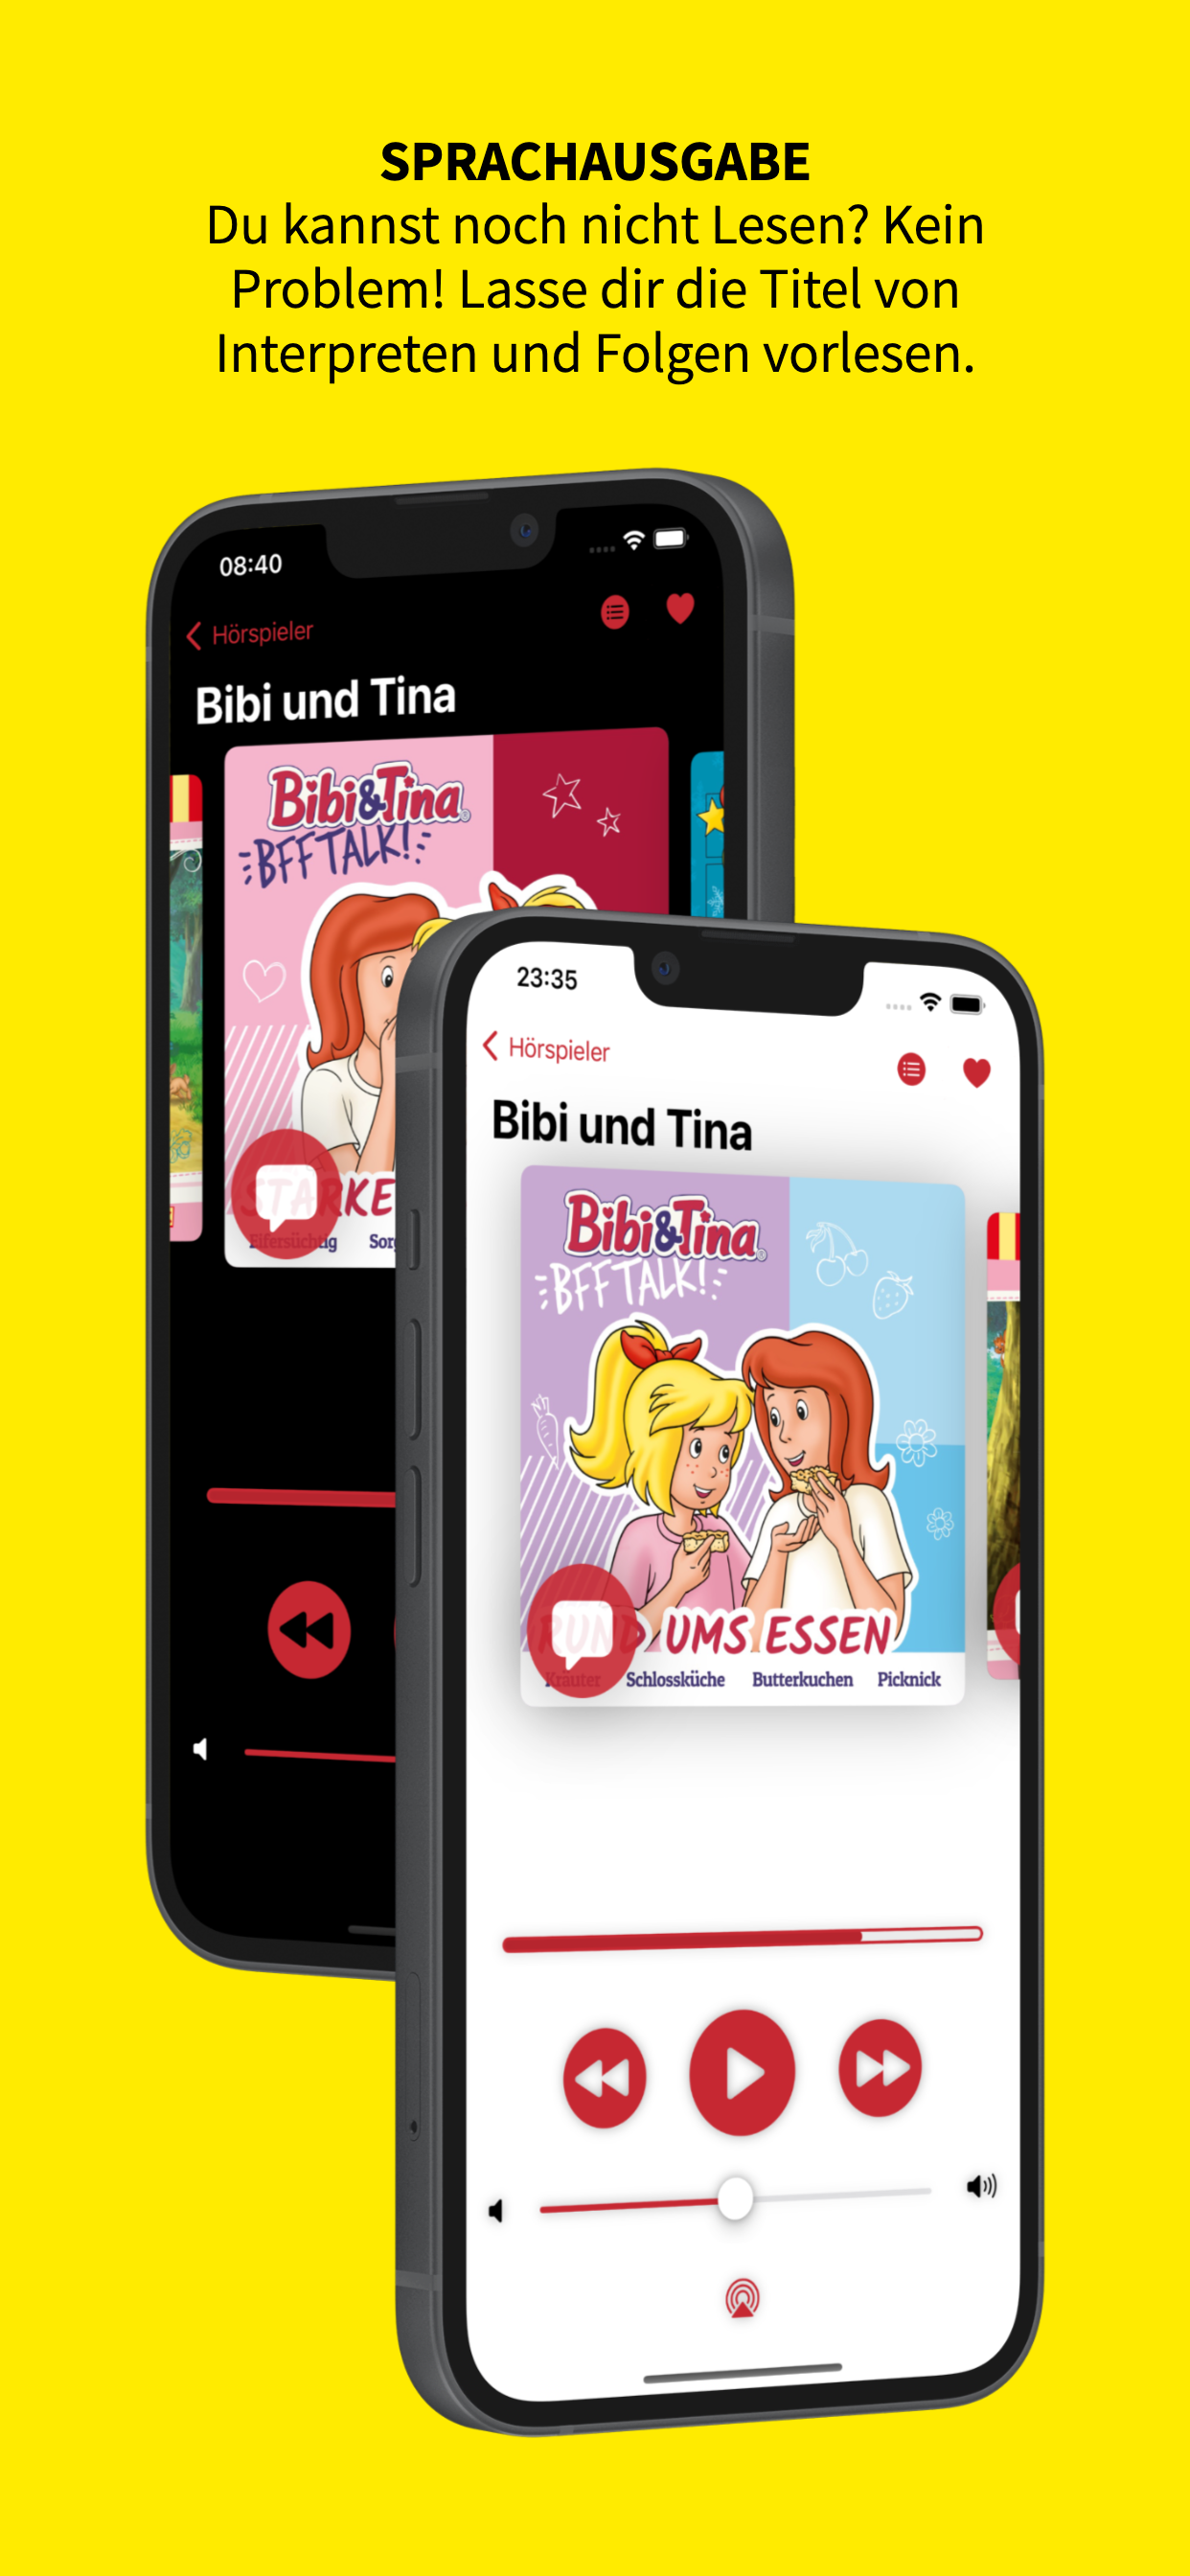 SPRACHAUSGABE
Du kannst noch nicht Lesen? Kein
Problem! Lasse dir die Titel von
Interpreten und Folgen vorlesen.
08:40
Hörspieler
Bibi und Tina
Bibi&Tina®
BFF TALK!
STARKE
Eifersüchtig
23:35
Hörspieler
Bibi und Tina
Bibi&Tina®
BFF TALK!
RUND UMS ESSEN
Kräuter Schlossküche Butterkuchen Picknick